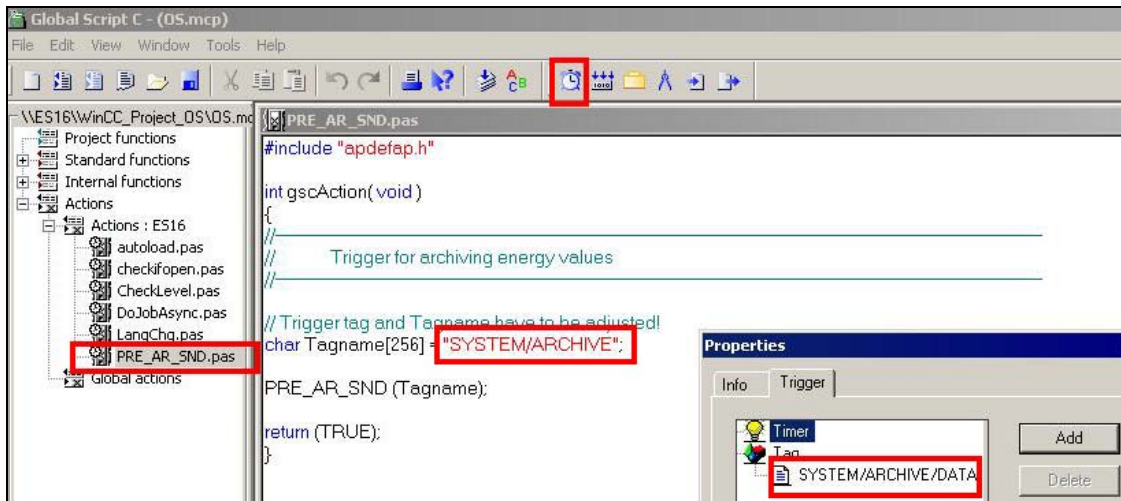 Global Script C - (OS.mcp)
File Edit View Window Tools Help
\\ES16\WinCC_Project_OS\OS.mc
Project functions
Standard functions
Internal functions
Actions
Actions : ES16
autoload.pas
checkifopen.pas
CheckLevel.pas
DoJobAsync.pas
LangChg.pas
PRE_AR_SND.pas
Global actions
PRE_AR_SND.pas
#include "apdefap.h"
int gscAction( void )
{
//
// Trigger for archiving energy values
//
// Trigger tag and Tagname have to be adjusted!
char Tagname[256] = "SYSTEM/ARCHIVE";
PRE_AR_SND (Tagname);
return (TRUE);
}
Properties
Info Trigger
Timer
Tag
SYSTEM/ARCHIVE/DATA
Add
Delete